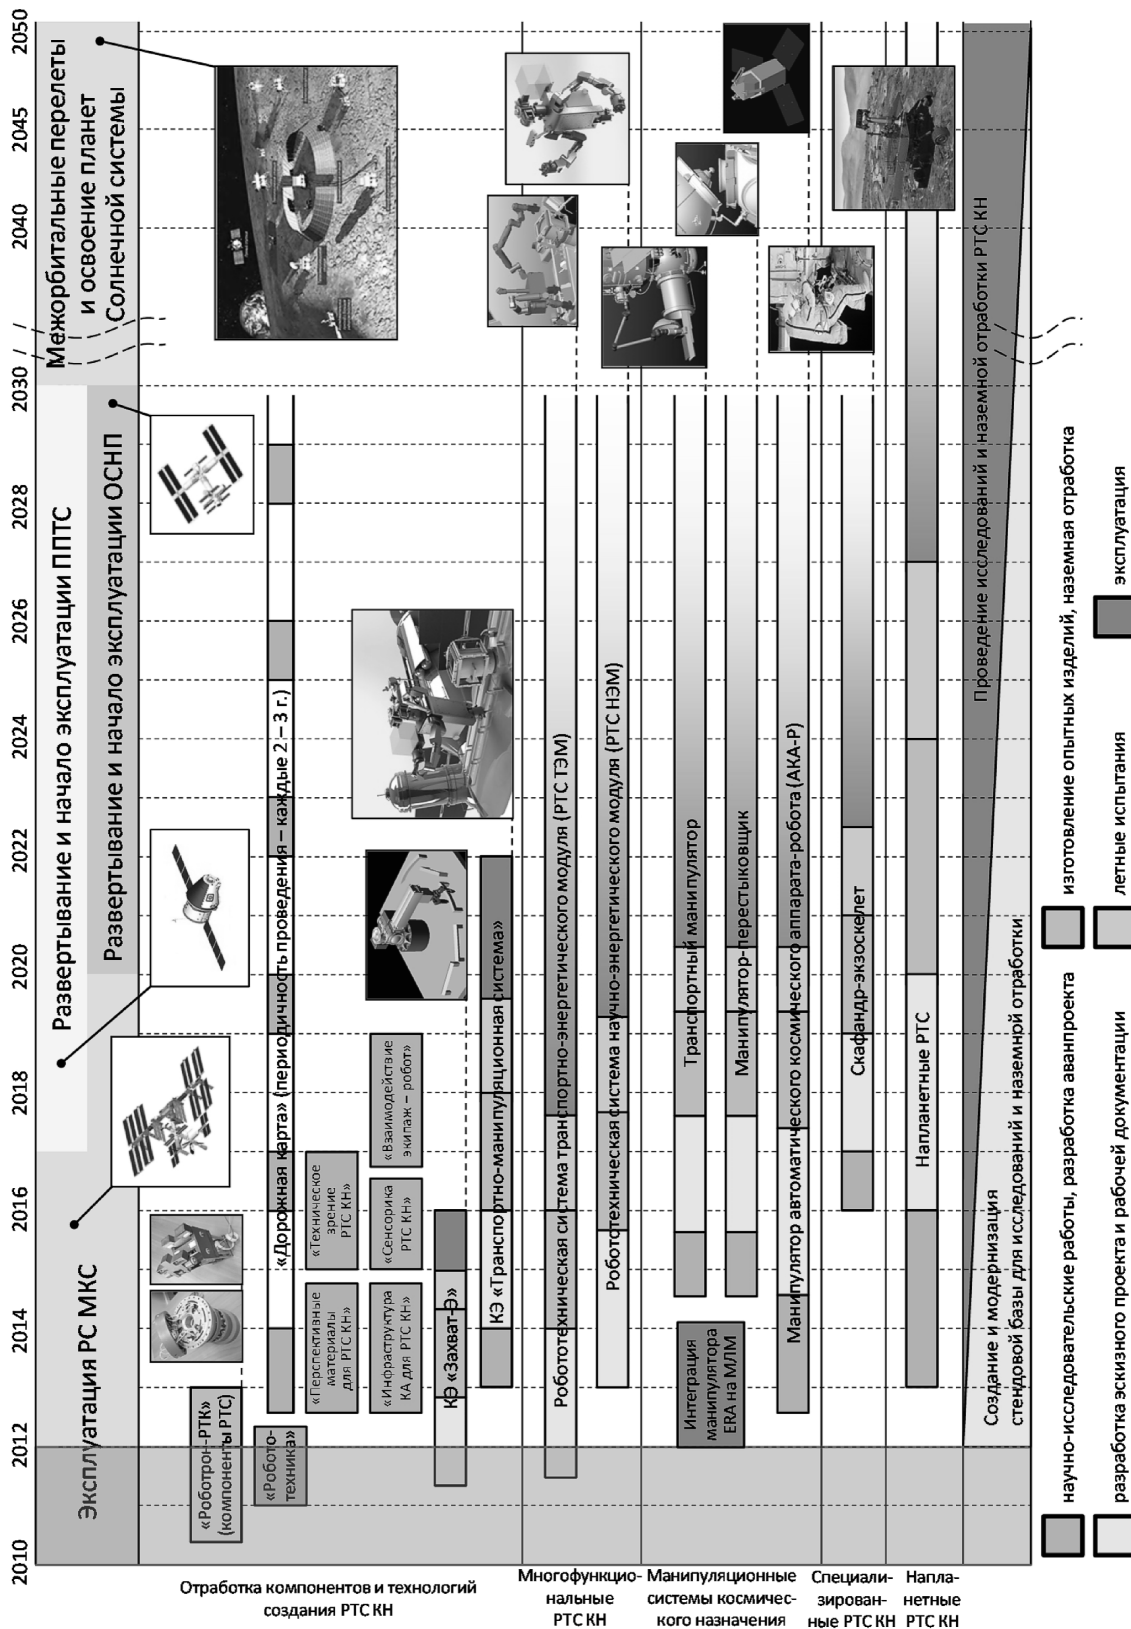 2010
2012
2014
2016
2018
2020
2022
2024
2026
2028
2030
2040
2045
2050
Эксплуатация РС МКС
Развертывание и начало эксплуатации ППТС
Развертывание и начало эксплуатации ОСНП
Межорбитальные перелеты
и освоение планет
Солнечной системы
Отработка компонентов и технологий
создания РТС КН
«Роботрон-РТК»
(компоненты РТС)
«Робото-
техника»
«Дорожная карта» (периодичность проведения – каждые 2 – 3 г.)
«Перспективные
материалы
для РТС КН»
«Техническое
зрение
РТС КН»
«Инфраструктура
КА для РТС КН»
«Сенсорика
РТС КН»
«Взаимодействие
экипаж – робот»
КЭ «Захват-Э»
КЭ «Транспортно-манипуляционная система»
Многофункцио-
нальные
РТС КН
Робототехническая система транспортно-энергетического модуля (РТС ТЭМ)
Робототехническая система научно-энергетического модуля (РТС НЭМ)
Манипуляционные
системы космичес-
кого назначения
Интеграция
манипулятора
ERA на МЛМ
Транспортный манипулятор
Манипулятор-перестыковщик
Манипулятор автоматического космического аппарата-робота (АКА-Р)
Специали-
зирован-
ные РТС КН
Скафандр-экзоскелет
Напла-
нетные
РТС КН
Напланетные РТС
Создание и модернизация
стендовой базы для исследований и наземной отработки
Проведение исследований и наземной отработки РТС КН
научно-исследовательские работы, разработка аванпроекта
изготовление опытных изделий, наземная отработка
разработка эскизного проекта и рабочей документации
летные испытания
эксплуатация